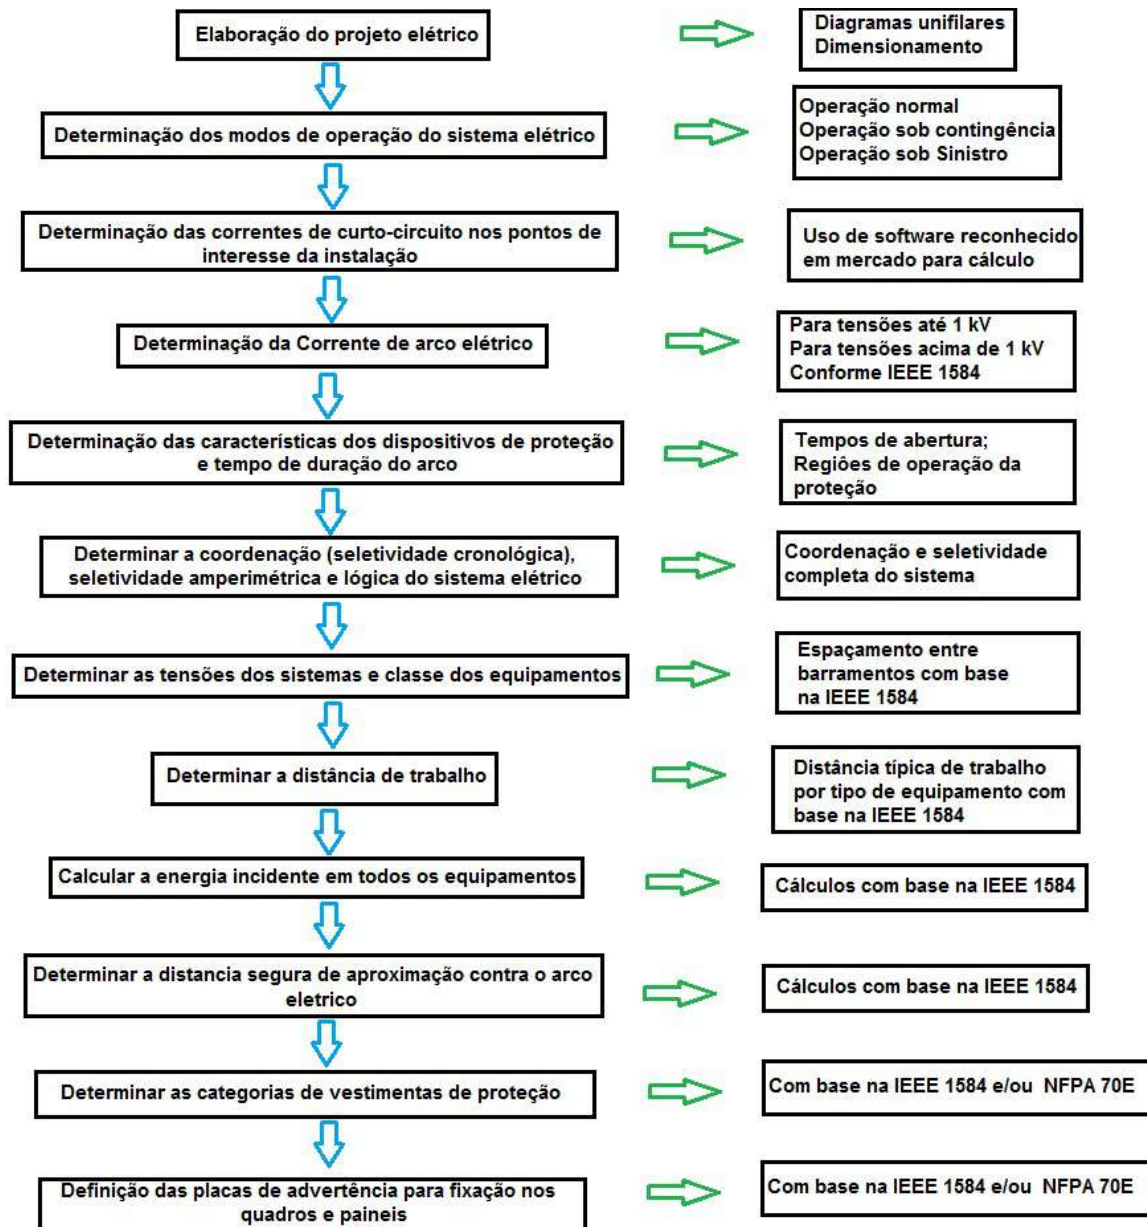 Elaboração do projeto elétrico
Diagramas unifilares
Dimensionamento
Determinação dos modos de operação do sistema elétrico
Operação normal
Operação sob contingência
Operação sob Sinistro
Determinação das correntes de curto-circuito nos pontos de
interesse da instalação
Uso de software reconhecido
em mercado para cálculo
Determinação da Corrente de arco elétrico
Para tensões até 1 kV
Para tensões acima de 1 kV
Conforme IEEE 1584
Determinação das características dos dispositivos de proteção
e tempo de duração do arco
Tempos de abertura;
Regiões de operação da
proteção
Determinar a coordenação (seletividade cronológica),
seletividade amperimétrica e lógica do sistema elétrico
Coordenação e seletividade
completa do sistema
Determinar as tensões dos sistemas e classe dos equipamentos
Espaçamento entre
barramentos com base
na IEEE 1584
Determinar a distância de trabalho
Distância típica de trabalho
por tipo de equipamento com
base na IEEE 1584
Calcular a energia incidente em todos os equipamentos
Cálculos com base na IEEE 1584
Determinar a distancia segura de aproximação contra o arco
eletrico
Cálculos com base na IEEE 1584
Determinar as categorias de vestimentas de proteção
Com base na IEEE 1584 e/ou NFPA 70E
Definição das placas de advertência para fixação nos
quadros e paineis
Com base na IEEE 1584 e/ou NFPA 70E